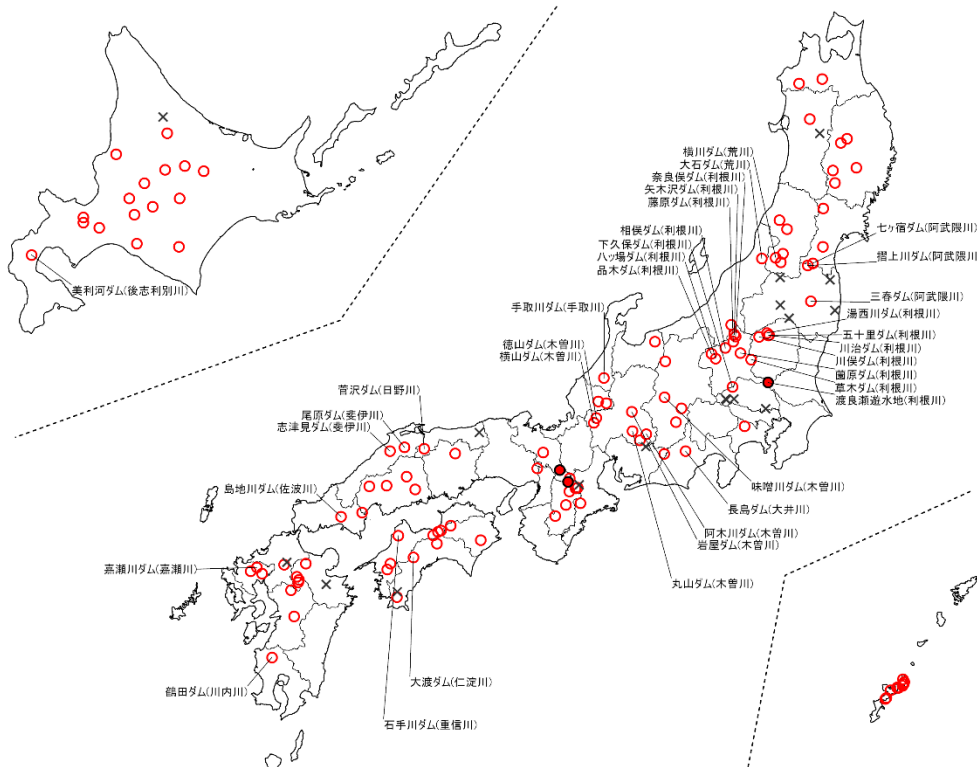 横川ダム(荒川)
大石ダム(荒川)
奈良俣ダム(利根川)
矢木沢ダム(利根川)
藤原ダム(利根川)
相俣ダム(利根川)
下久保ダム(利根川)
八ッ場ダム(利根川)
品木ダム(利根川)
七ヶ宿ダム(阿武隈川)
摺上川ダム(阿武隈川)
三春ダム(阿武隈川)
湯西川ダム(利根川)
五十里ダム(利根川)
川治ダム(利根川)
川俣ダム(利根川)
薗原ダム(利根川)
草木ダム(利根川)
渡良瀬遊水地(利根川)
美利河ダム(後志利別川)
手取川ダム(手取川)
徳山ダム(木曽川)
横山ダム(木曽川)
菅沢ダム(日野川)
尾原ダム(斐伊川)
志津見ダム(斐伊川)
島地川ダム(佐波川)
嘉瀬川ダム(嘉瀬川)
味噌川ダム(木曽川)
長島ダム(大井川)
阿木川ダム(木曽川)
岩屋ダム(木曽川)
丸山ダム(木曽川)
大渡ダム(仁淀川)
鶴田ダム(川内川)
石手川ダム(重信川)